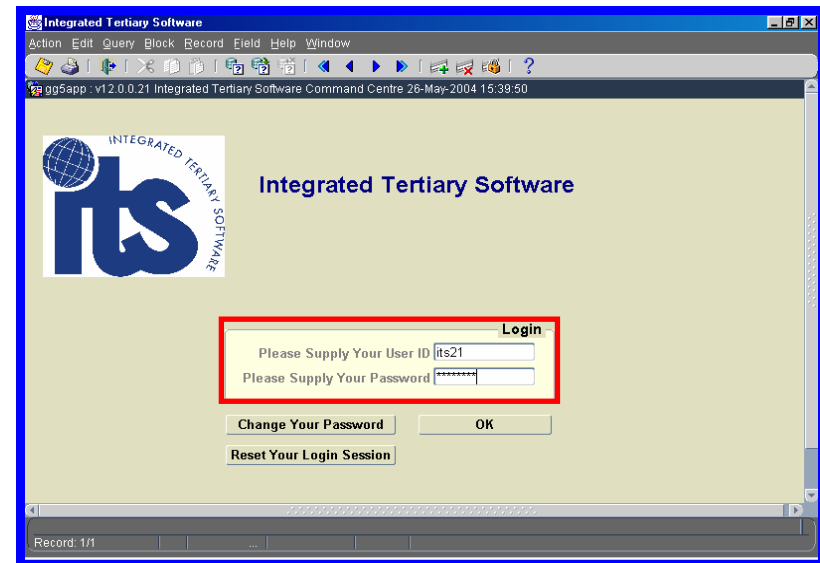 Integrated Tertiary Software
Action Edit Query Block Record Field Help Window
gg5app : v12.0.0.21 Integrated Tertiary Software Command Centre 26-May-2004 15:39:50
INTEGRATED TERTIARY SOFTWARE
its
Integrated Tertiary Software
Login
Please Supply Your User ID its21
Please Supply Your Password ********
Change Your Password OK
Reset Your Login Session
Record: 1/1 ...